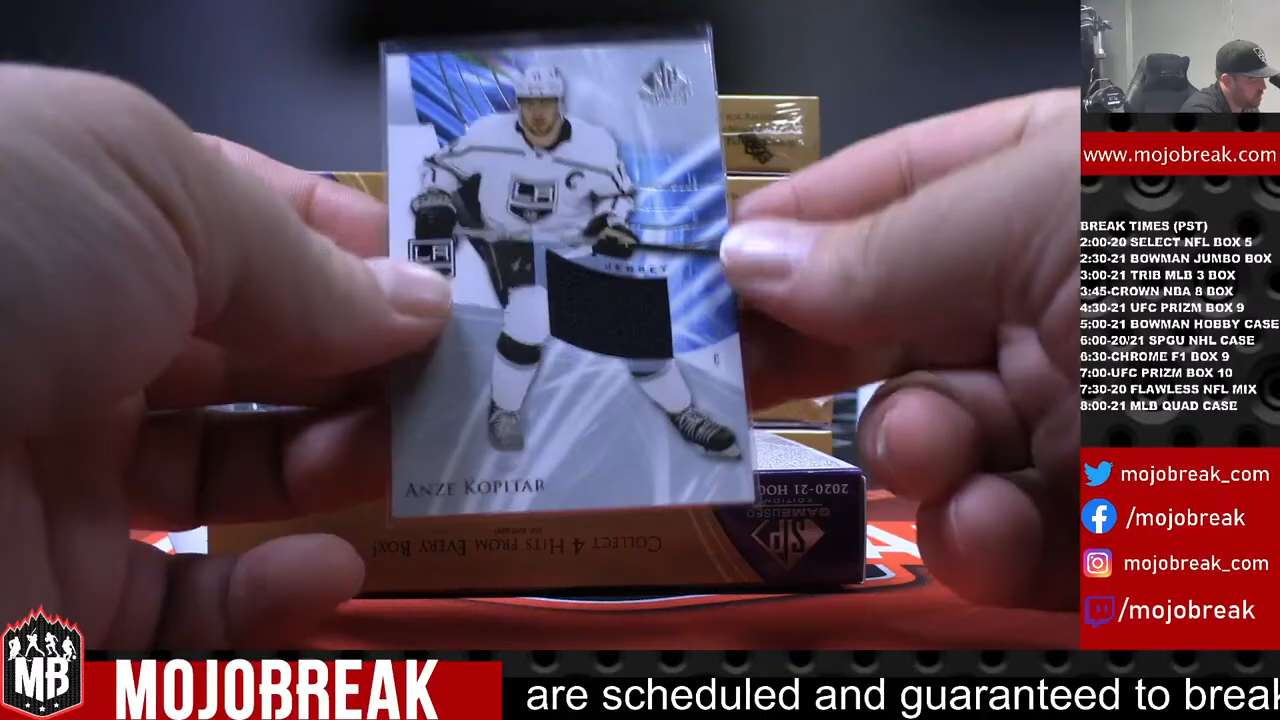 JERSEY
C
ANZE KOPITAR
COLLECT 4 HITS FROM EVERY BOX!
SP
GAMEUSED
EDITION
2020-21 HOC
www.mojobreak.com
BREAK TIMES (PST)
2:00-20 SELECT NFL BOX 5
2:30-21 BOWMAN JUMBO BOX
3:00-21 TRIB MLB 3 BOX
3:45-CROWN NBA 8 BOX
4:30-21 UFC PRIZM BOX 9
5:00-21 BOWMAN HOBBY CASE
6:00-20/21 SPGU NHL CASE
6:30-CHROME F1 BOX 9
7:00-UFC PRIZM BOX 10
7:30-20 FLAWLESS NFL MIX
8:00-21 MLB QUAD CASE
mojobreak_com
/mojobreak
mojobreak_com
/mojobreak
MB
MOJOBREAK
are scheduled and guaranteed to break